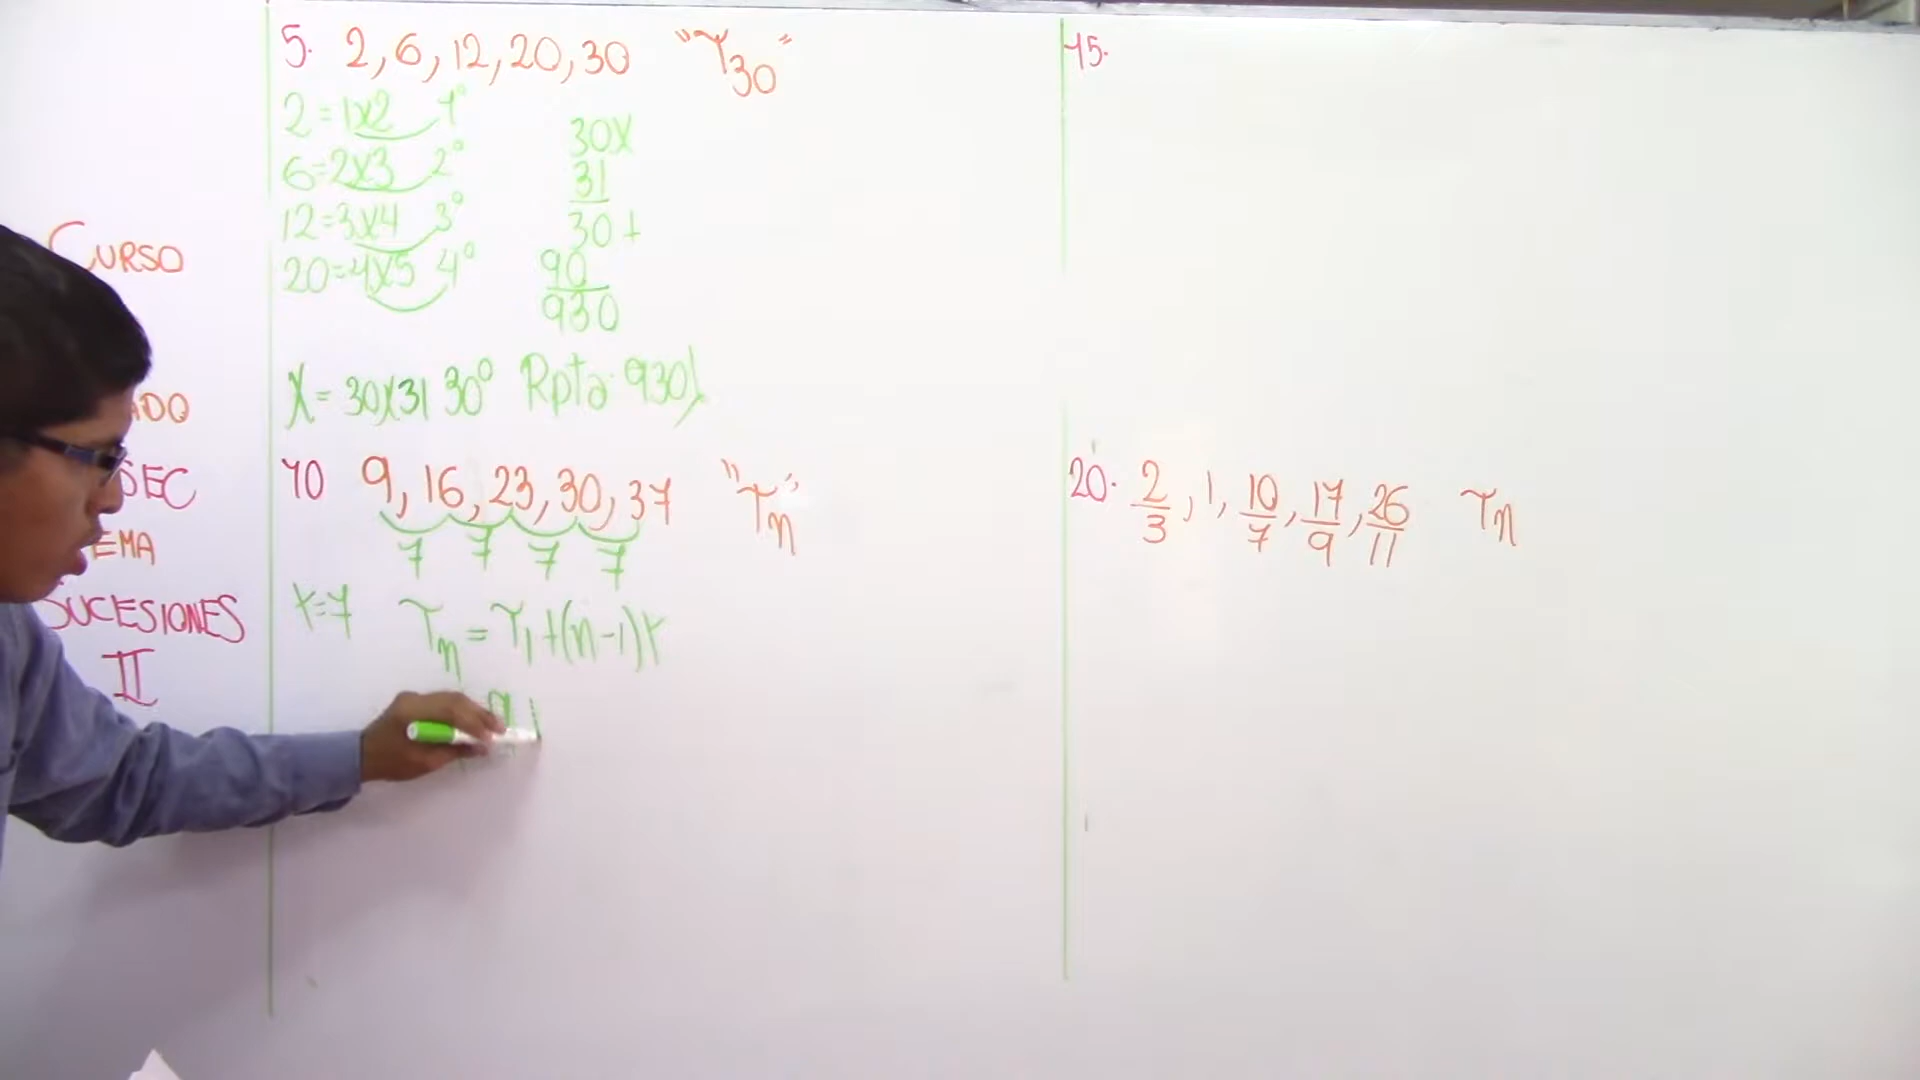 CURSO
ADO
SEC
EMA
SUCESIONES
II
5. 2, 6, 12, 20, 30 "T30"
2=1x2 1°
6=2x3 2°
12=3x4 3°
20=4x5 4°
30x
31
30+
90
930
X=30x31 30° Rpta. 930
10 9, 16, 23, 30, 37 "Tn"
7 7 7 7
r=7 Tn=T1+(n-1)r
9
15.
20. 2/3, 1, 10/7, 17/9, 26/11 Tn